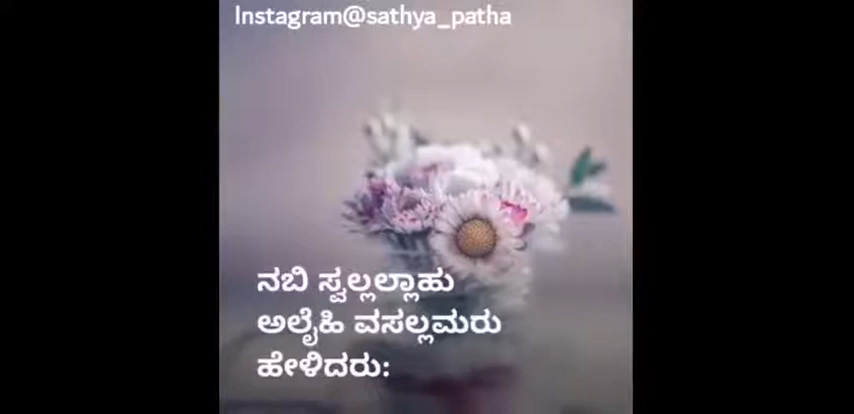 Instagram@sathya_patha
ನಬಿ ಸ್ವಲ್ಲಲ್ಲಾಹು
ಅಲೈಹಿ ವಸಲ್ಲಮರು
ಹೇಳಿದರು: